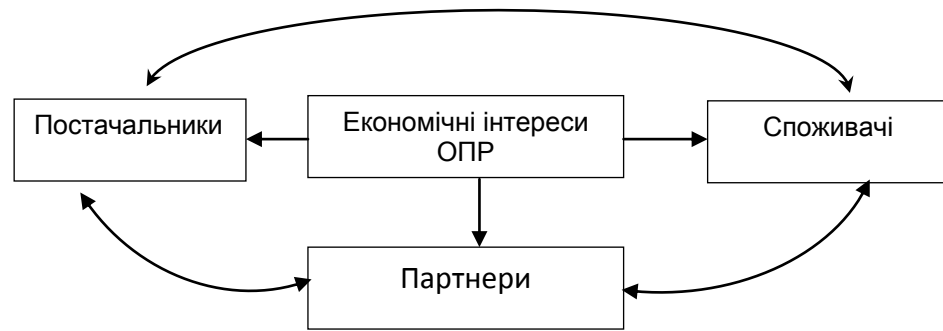 Постачальники
Економічні інтереси
ОПР
Споживачі
Партнери